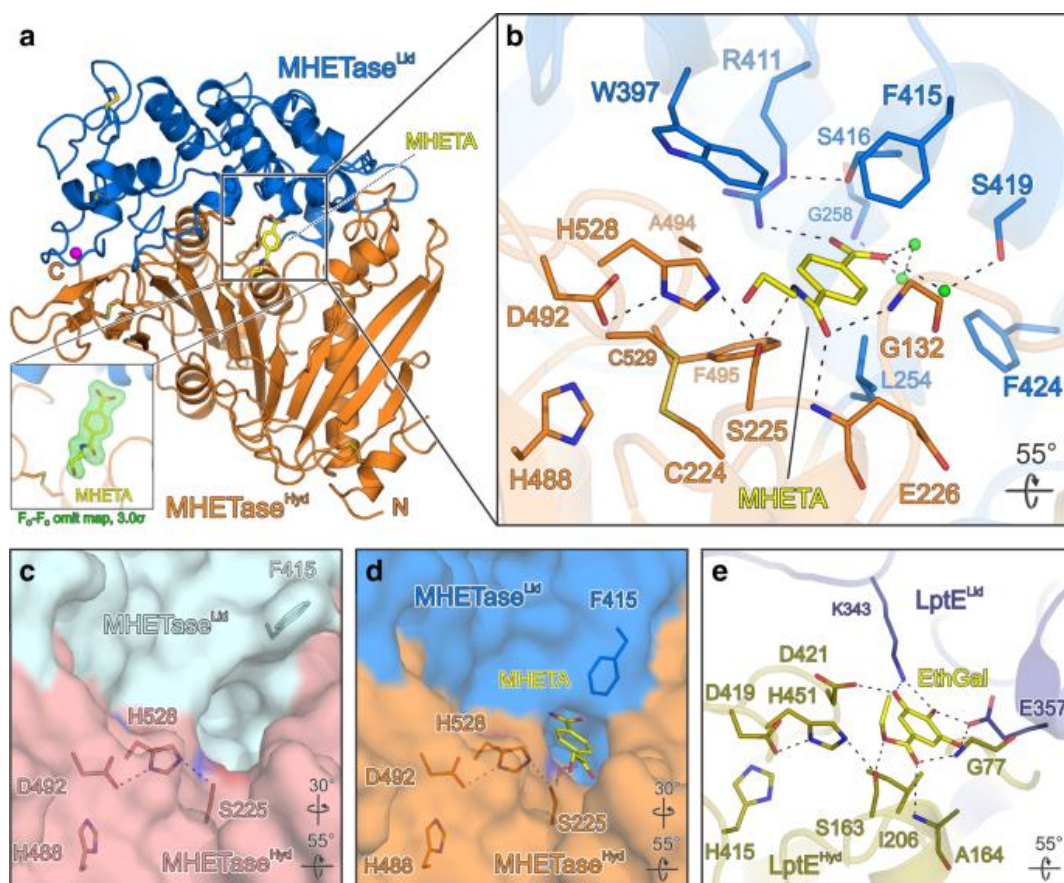 a
MHETase^Lid
MHETA
C
MHETA
Fo-Fc omit map, 3.0σ
MHETase^Hyd
N
b
R411
W397
F415
S416
S419
G258
A494
H528
D492
G132
C529
F495
L254
F424
S225
H488
C224
MHETA
E226
55°
c
F415
MHETase^Lid
H528
D492
S225
H488
MHETase^Hyd
30°
55°
d
MHETase^Lid
F415
MHETA
H528
D492
S225
H488
MHETase^Hyd
30°
55°
e
LptE^Lid
K343
D421
EthGal
D419
H451
E357
G77
S163
I206
H415
A164
LptE^Hyd
55°